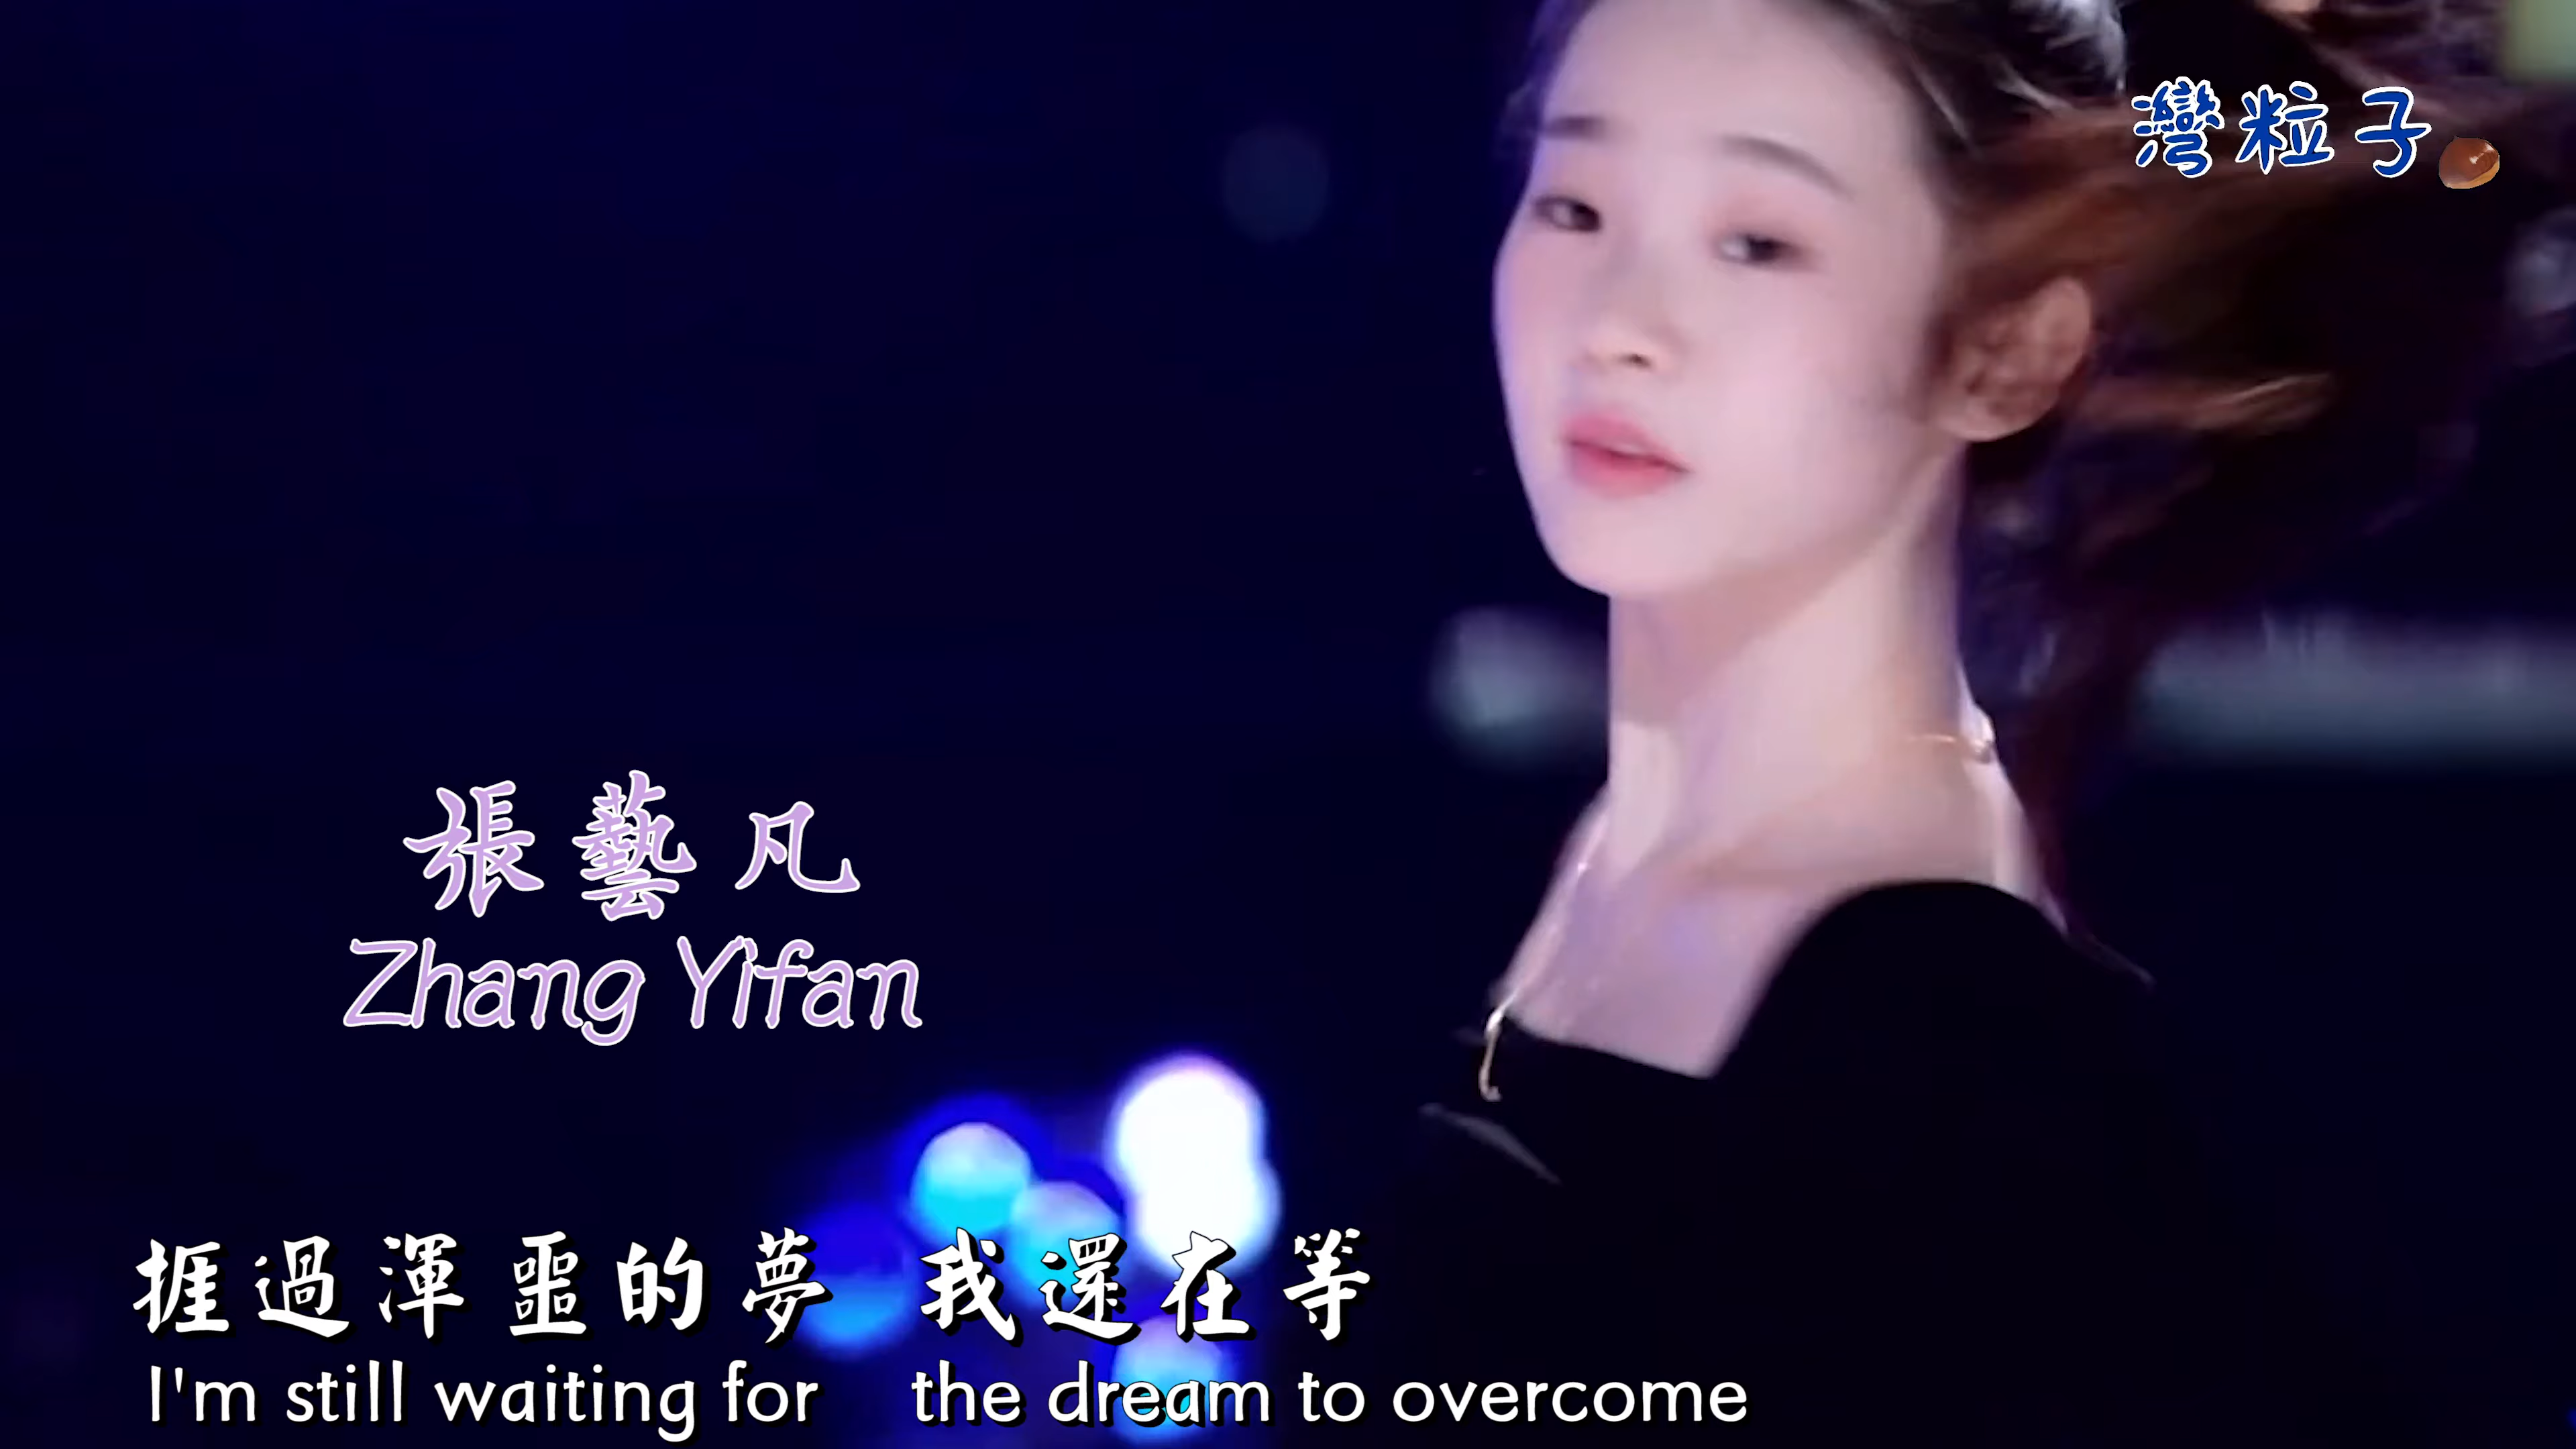 灣粒子
張藝凡
Zhang Yifan
捱過渾噩的夢 我還在等
I'm still waiting for the dream to overcome